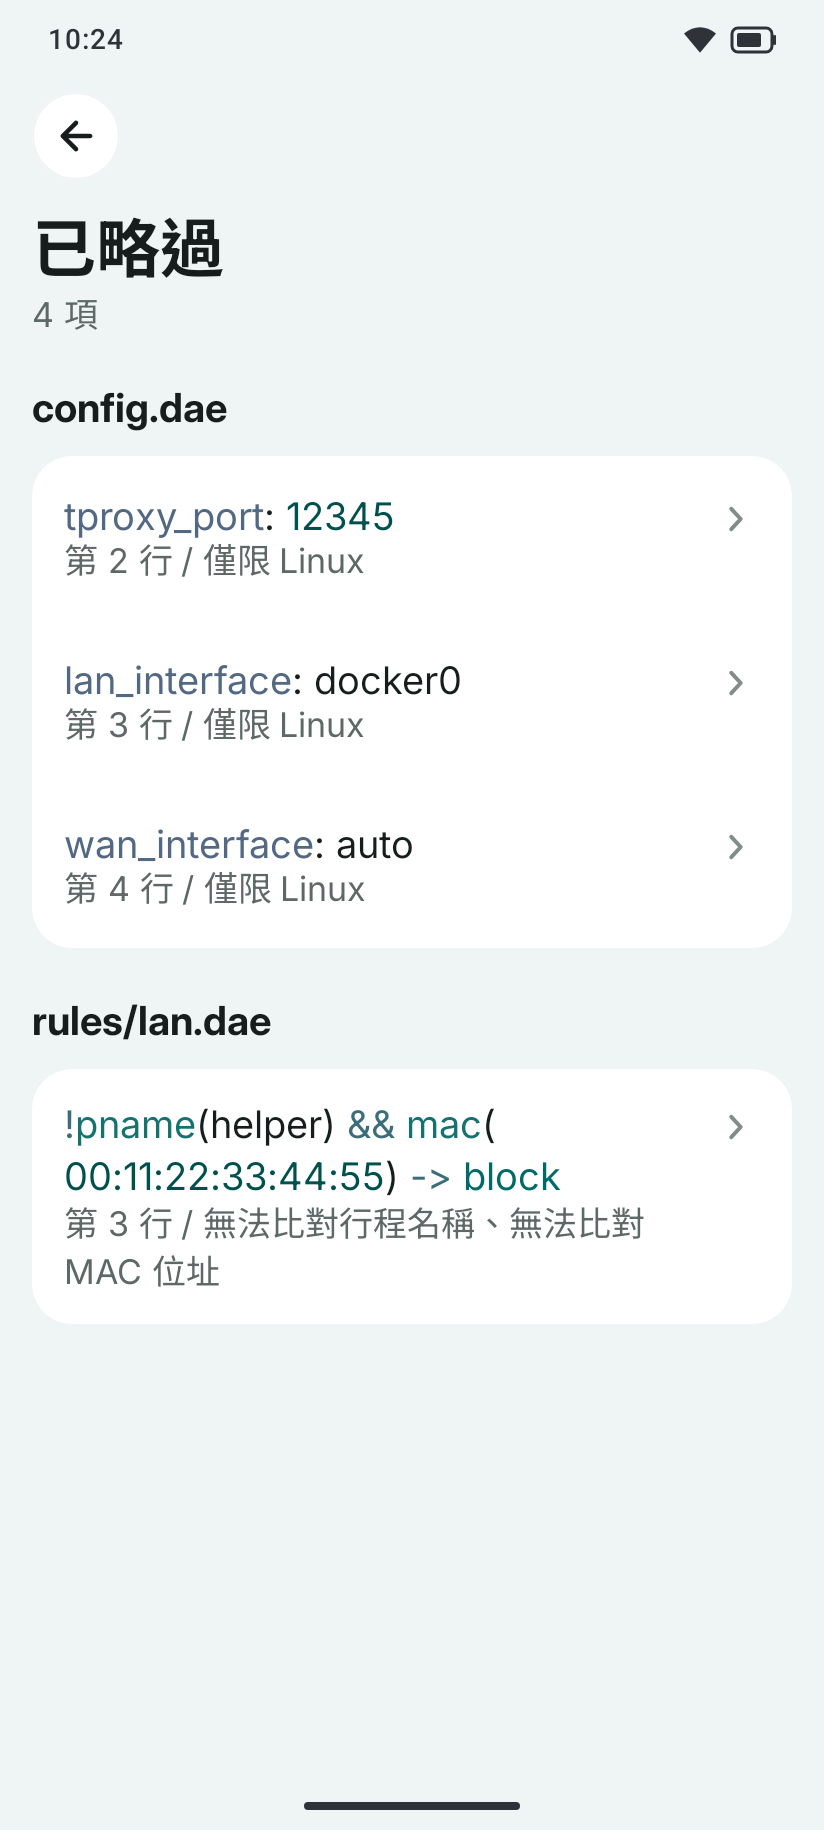 10:24
已略過
4 項
config.dae
tproxy_port: 12345
第 2 行 / 僅限 Linux
lan_interface: docker0
第 3 行 / 僅限 Linux
wan_interface: auto
第 4 行 / 僅限 Linux
rules/lan.dae
!pname(helper) && mac(
00:11:22:33:44:55) -> block
第 3 行 / 無法比對行程名稱、無法比對
MAC 位址